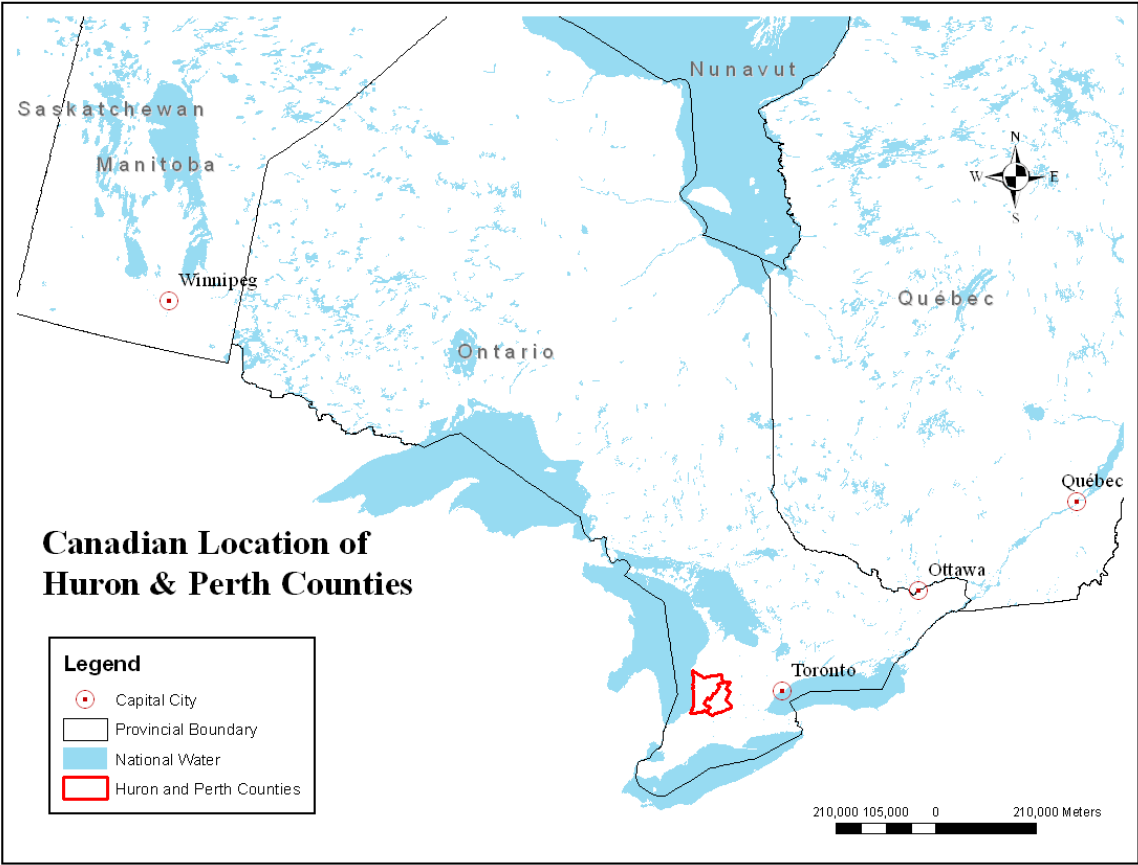 Nunavut
Saskatchewan
Manitoba
N
W E
S
Winnipeg
Québec
Ontario
Québec
Canadian Location of
Huron & Perth Counties
Ottawa
Toronto
Legend
Capital City
Provincial Boundary
National Water
Huron and Perth Counties
210,000 105,000 0 210,000 Meters